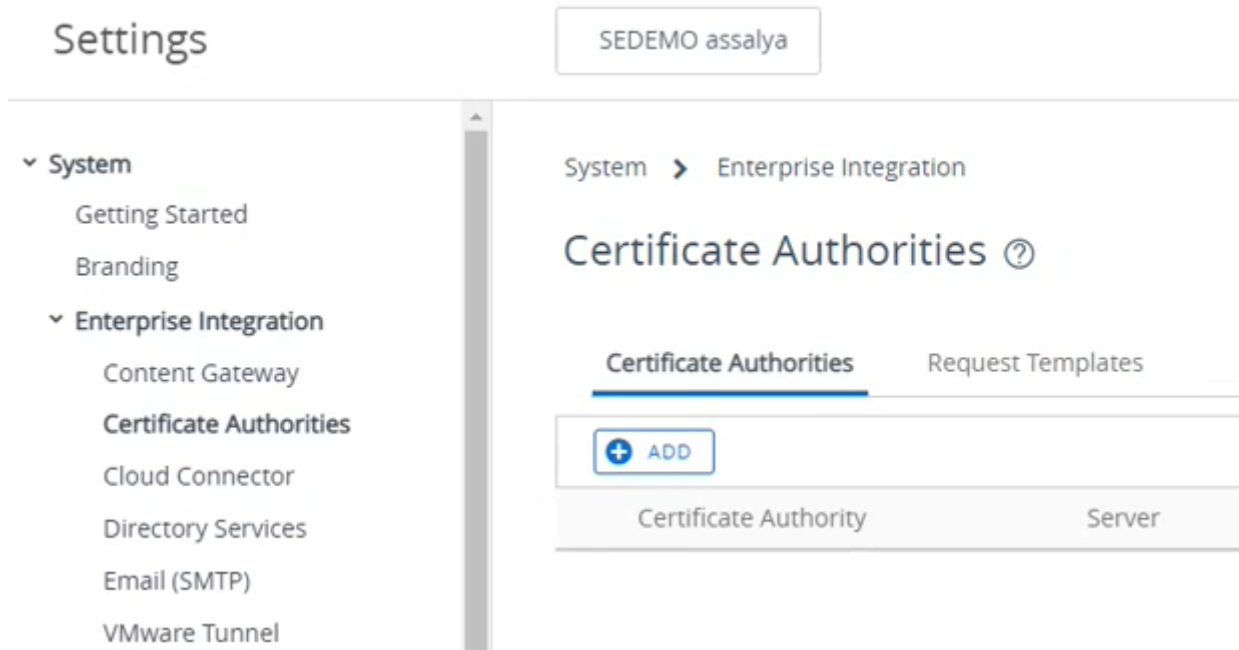 Settings
SEDEMO assalya
System
Getting Started
Branding
Enterprise Integration
Content Gateway
Certificate Authorities
Cloud Connector
Directory Services
Email (SMTP)
VMware Tunnel
System > Enterprise Integration
Certificate Authorities ?
Certificate Authorities Request Templates
ADD
Certificate Authority Server